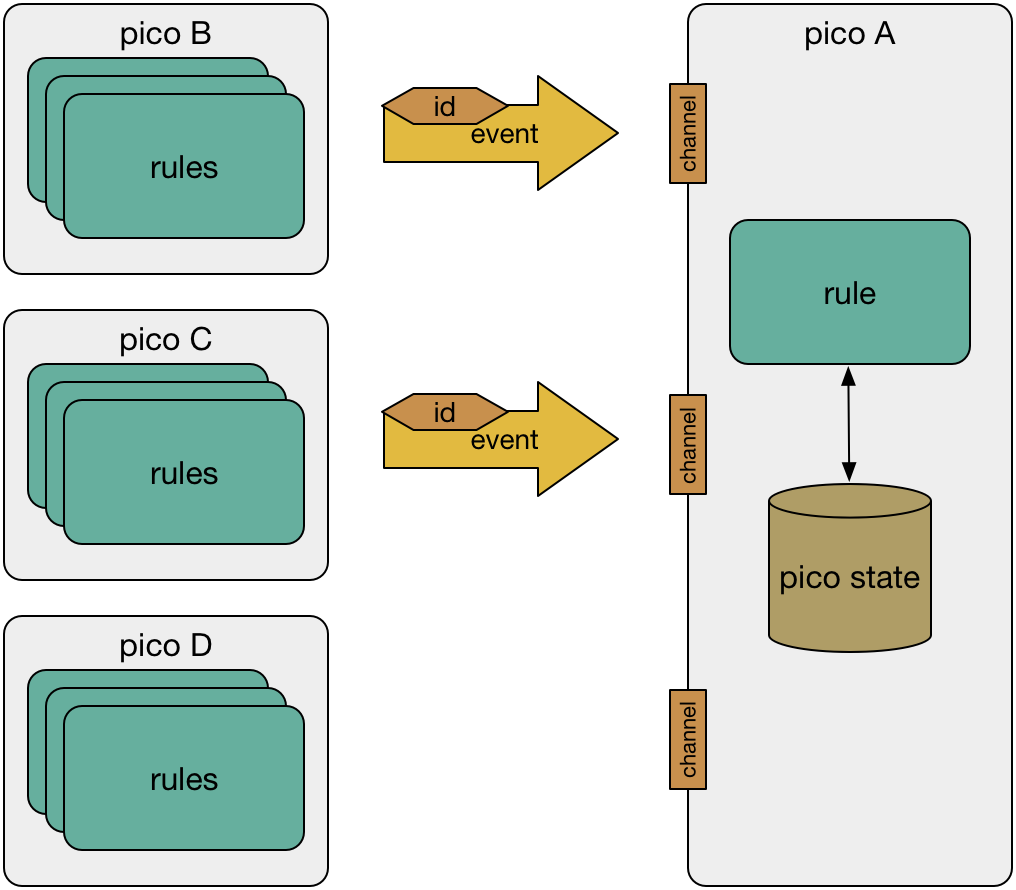 pico B
rules
id
event
pico C
rules
id
event
pico D
rules
pico A
channel
rule
channel
pico state
channel